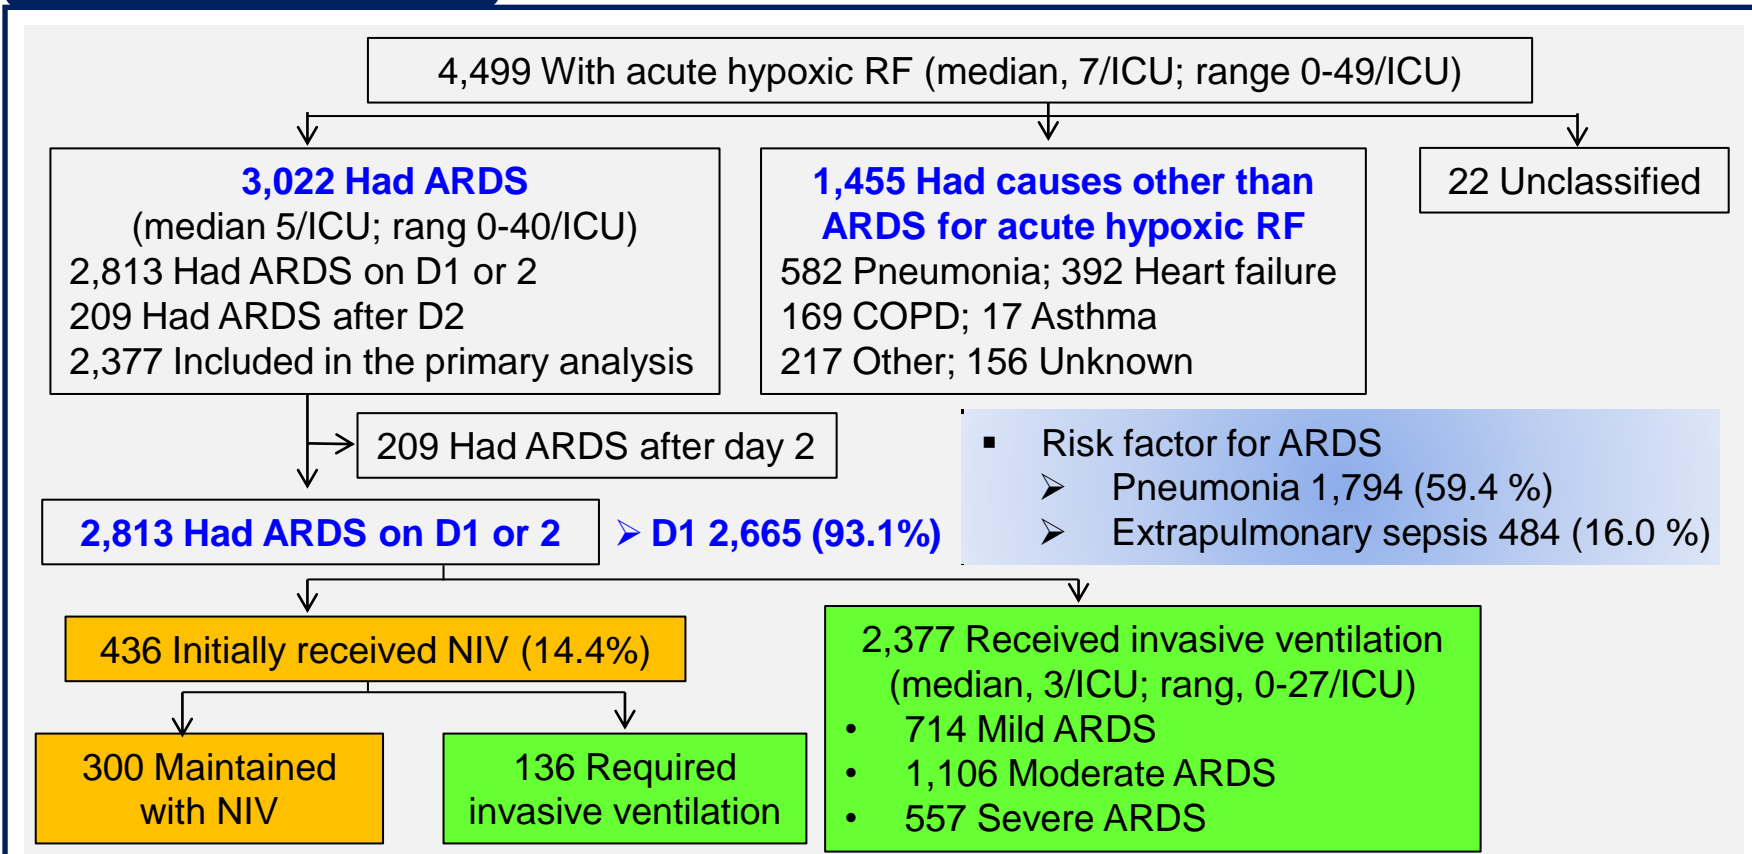 4,499 With acute hypoxic RF (median, 7/ICU; range 0-49/ICU)
3,022 Had ARDS
(median 5/ICU; rang 0-40/ICU)
2,813 Had ARDS on D1 or 2
209 Had ARDS after D2
2,377 Included in the primary analysis
1,455 Had causes other than
ARDS for acute hypoxic RF
582 Pneumonia; 392 Heart failure
169 COPD; 17 Asthma
217 Other; 156 Unknown
22 Unclassified
209 Had ARDS after day 2
▪ Risk factor for ARDS
➢ Pneumonia 1,794 (59.4 %)
➢ Extrapulmonary sepsis 484 (16.0 %)
2,813 Had ARDS on D1 or 2
➢ D1 2,665 (93.1%)
436 Initially received NIV (14.4%)
300 Maintained
with NIV
136 Required
invasive ventilation
2,377 Received invasive ventilation
(median, 3/ICU; rang, 0-27/ICU)
• 714 Mild ARDS
• 1,106 Moderate ARDS
• 557 Severe ARDS